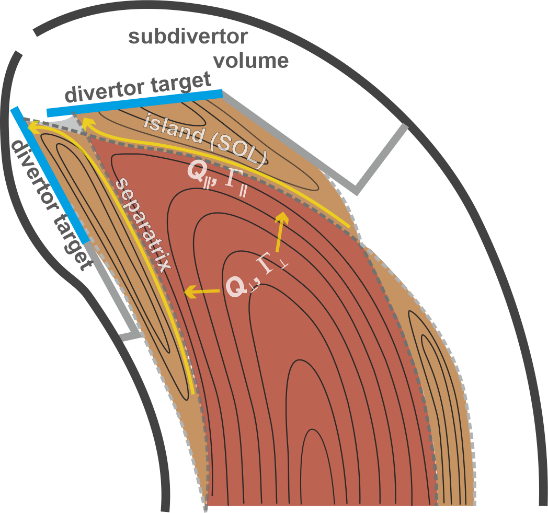 subdivertor
volume
divertor target
island (SOL)
Q∥, Γ∥
divertor target
separatrix
Q⊥, Γ⊥